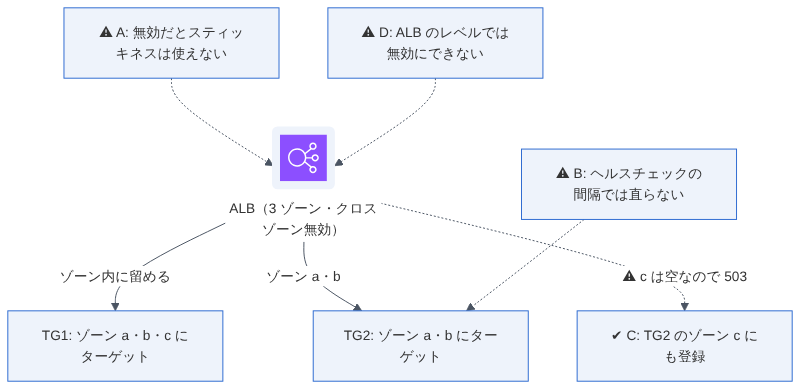 ⚠ A: 無効だとスティッ
キネスは使えない
⚠ D: ALB のレベルでは
無効にできない
⚠ B: ヘルスチェックの
間隔では直らない
ALB（3 ゾーン・クロス
ゾーン無効）
ゾーン内に留める
ゾーン a・b
⚠ c は空なので 503
TG1: ゾーン a・b・c に
ターゲット
TG2: ゾーン a・b にター
ゲット
✔ C: TG2 のゾーン c に
も登録